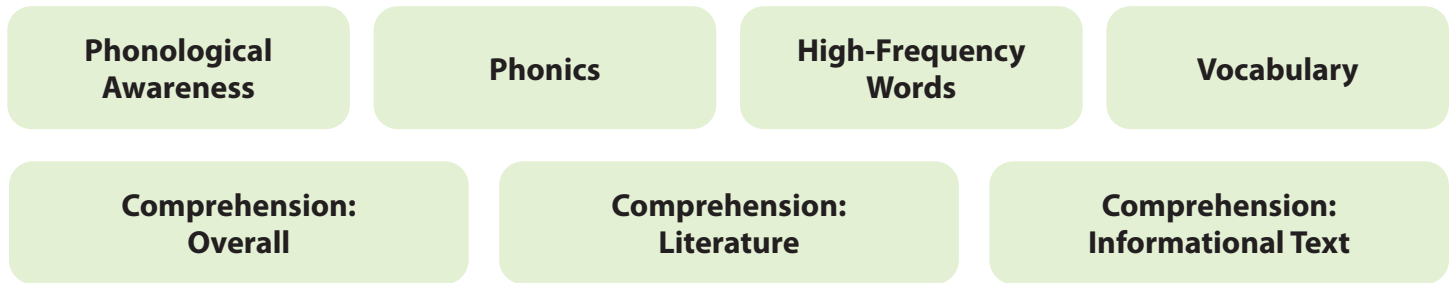 Phonological
Awareness
Phonics
High-Frequency
Words
Vocabulary
Comprehension:
Overall
Comprehension:
Literature
Comprehension:
Informational Text